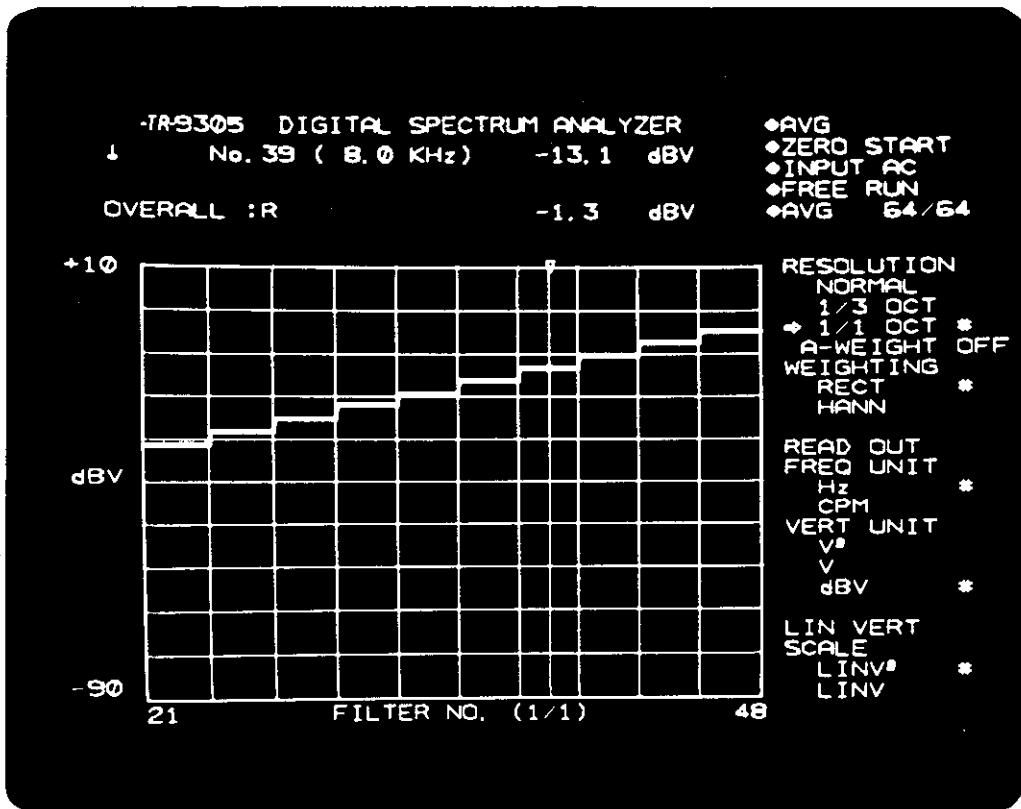 -TR-9305 DIGITAL SPECTRUM ANALYZER
No. 39 ( 8.0 KHz) -13.1 dBV
OVERALL :R -1.3 dBV
◆AVG
◆ZERO START
◆INPUT AC
◆FREE RUN
◆AVG 64/64
+10
dBV
-90
21 FILTER NO. (1/1) 48
RESOLUTION
NORMAL
1/3 OCT
➔ 1/1 OCT *
A-WEIGHT OFF
WEIGHTING
RECT *
HANN
READ OUT
FREQ UNIT
Hz *
CPM
VERT UNIT
V²
V
dBV *
LIN VERT
SCALE
LINV² *
LINV